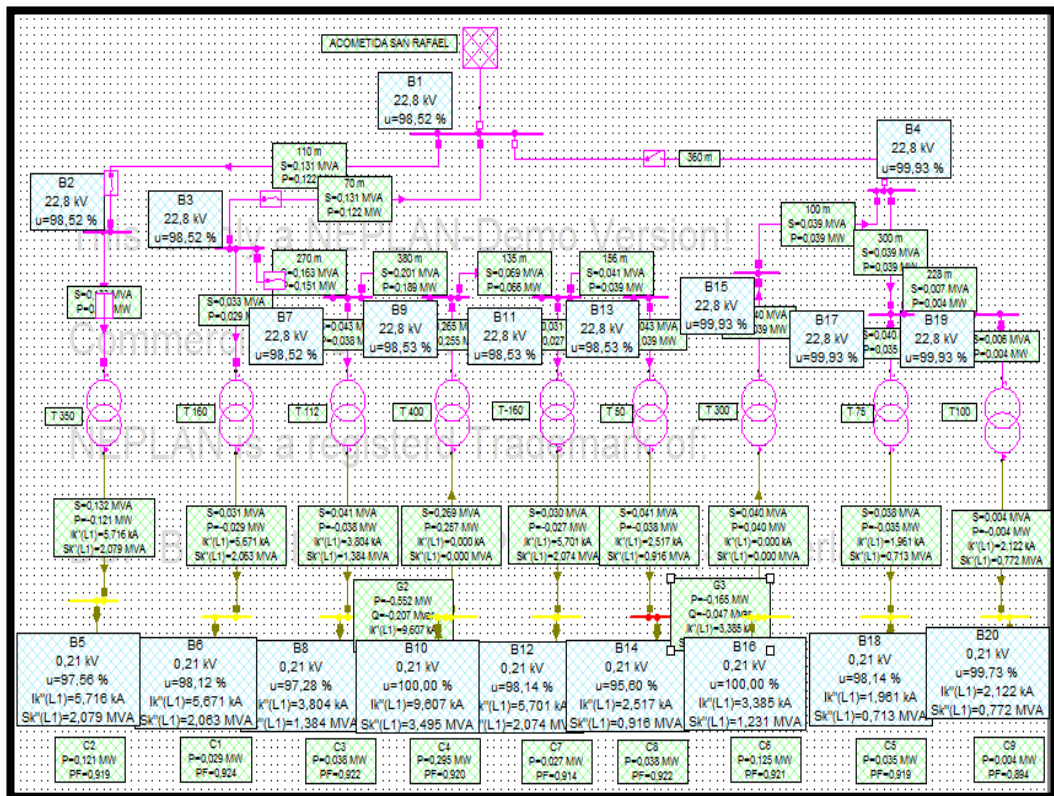 ACOMETIDA SAN RAFAEL
B1
22,8 kV
u=98,52 %
B4
22,8 kV
u=99,93 %
110 m
S=0,131 MVA
P=0,122
360 m
70 m
S=0,131 MVA
P=0,122 MW
B2
22,8 kV
u=98,52 %
B3
22,8 kV
u=98,52 %
100 m
S=0,039 MVA
P=0,039 MW
300 m
S=0,039 MVA
P=0,039 MW
only a NEPLAN Demo Version!
270 m
S=0,163 MVA
P=0,151 MW
380 m
S=0,201 MVA
P=0,189 MW
135 m
S=0,069 MVA
P=0,066 MW
156 m
S=0,041 MVA
P=0,039 MW
228 m
S=0,007 MVA
P=0,004 MW
S=0,033 MVA
P=0,029
B7
22,8 kV
u=98,52 %
B9
22,8 kV
u=98,53 %
B11
22,8 kV
u=98,53 %
B13
22,8 kV
u=98,53 %
B15
22,8 kV
u=99,93 %
B17
22,8 kV
u=99,93 %
B19
22,8 kV
u=99,93 %
S=0,006 MVA
P=0,004 MW
T 350
T 160
T 112
T 400
T-160
T 50
T 300
T 75
T100
NEPLAN is a registerd Trademark of:
S=0,132 MVA
P=-0,121 MW
Ik"(L1)=5,716 kA
Sk"(L1)=2,079 MVA
S=0,031 MVA
P=-0,029 MW
Ik"(L1)=5,671 kA
Sk"(L1)=2,063 MVA
S=0,041 MVA
P=-0,038 MW
Ik"(L1)=3,804 kA
Sk"(L1)=1,384 MVA
S=0,269 MVA
P=0,257 MW
Ik"(L1)=0,000 kA
Sk"(L1)=0,000 MVA
S=0,030 MVA
P=-0,027 MW
Ik"(L1)=5,701 kA
Sk"(L1)=2,074 MVA
S=0,041 MVA
P=-0,038 MW
Ik"(L1)=2,517 kA
Sk"(L1)=0,916 MVA
S=0,040 MVA
P=0,040 MW
Ik"(L1)=0,000 kA
Sk"(L1)=0,000 MVA
S=0,038 MVA
P=-0,035 MW
Ik"(L1)=1,961 kA
Sk"(L1)=0,713 MVA
S=0,004 MVA
P=-0,004 MW
Ik"(L1)=2,122 kA
Sk"(L1)=0,772 MVA
G2
P=-0,552 MW
Q=-0,207 Mvar
Ik"(L1)=9,607 kA
G3
P=-0,165 MW
Q=-0,047 Mvar
Ik"(L1)=3,385 kA
B5
0,21 kV
u=97,56 %
Ik"(L1)=5,716 kA
Sk"(L1)=2,079 MVA
B6
0,21 kV
u=98,12 %
Ik"(L1)=5,671 kA
Sk"(L1)=2,063 MVA
B8
0,21 kV
u=97,28 %
k"(L1)=3,804 kA
k"(L1)=1,384 MVA
B10
0,21 kV
u=100,00 %
Ik"(L1)=9,607 kA
Sk"(L1)=3,495 MVA
B12
0,21 kV
u=98,14 %
k"(L1)=5,701 kA
k"(L1)=2,074 MVA
B14
0,21 kV
u=95,60 %
Ik"(L1)=2,517 kA
Sk"(L1)=0,916 MVA
B16
0,21 kV
u=100,00 %
Ik"(L1)=3,385 kA
Sk"(L1)=1,231 MVA
B18
0,21 kV
u=98,14 %
Ik"(L1)=1,961 kA
Sk"(L1)=0,713 MVA
B20
0,21 kV
u=99,73 %
Ik"(L1)=2,122 kA
Sk"(L1)=0,772 MVA
C2
P=0,121 MW
PF=0,919
C1
P=0,029 MW
PF=0,924
C3
P=0,038 MW
PF=0,922
C4
P=0,295 MW
PF=0,920
C7
P=0,027 MW
PF=0,914
C8
P=0,038 MW
PF=0,922
C6
P=0,125 MW
PF=0,921
C5
P=0,035 MW
PF=0,919
C9
P=0,004 MW
PF=0,894